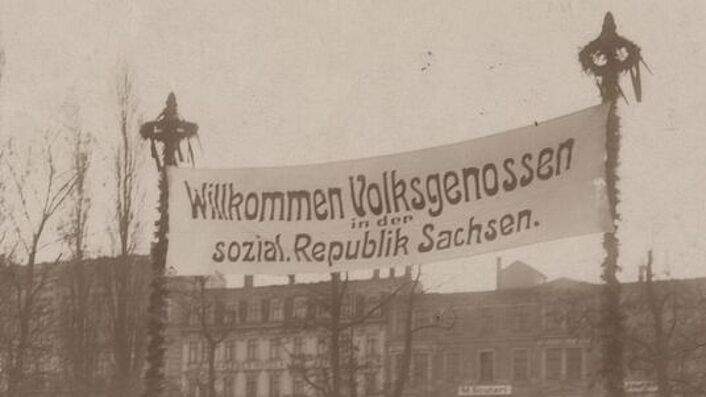 Willkommen Volksgenossen
in der
sozial. Republik Sachsen.